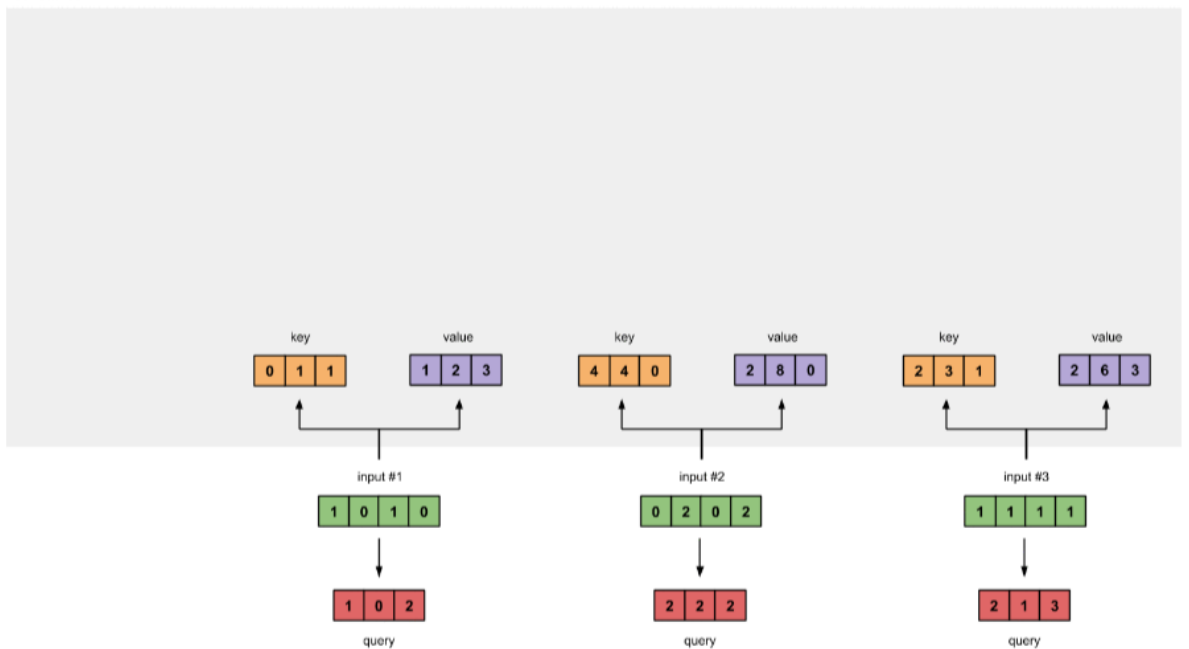 key value key value key value
0 1 1 1 2 3 4 4 0 2 8 0 2 3 1 2 6 3
input #1 input #2 input #3
1 0 1 0 0 2 0 2 1 1 1 1
1 0 2 2 2 2 2 1 3
query query query